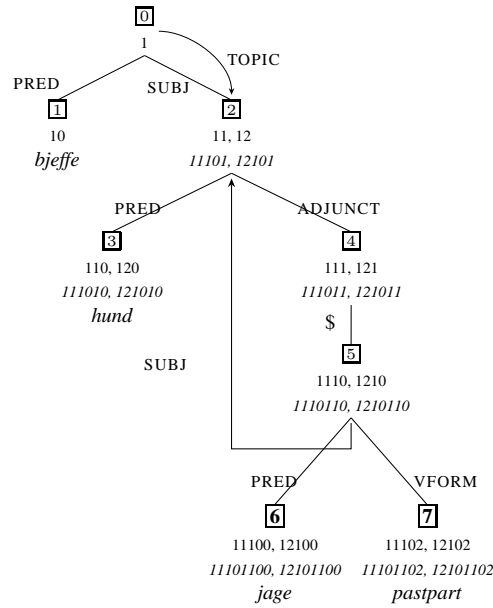 0
1
TOPIC
PRED
SUBJ
1
2
10
11, 12
bjeffe
11101, 12101
PRED
ADJUNCT
3
4
110, 120
111, 121
111010, 121010
111011, 121011
hund
$
5
SUBJ
1110, 1210
1110110, 1210110
PRED
VFORM
6
7
11100, 12100
11102, 12102
11101100, 12101100
11101102, 12101102
jage
pastpart